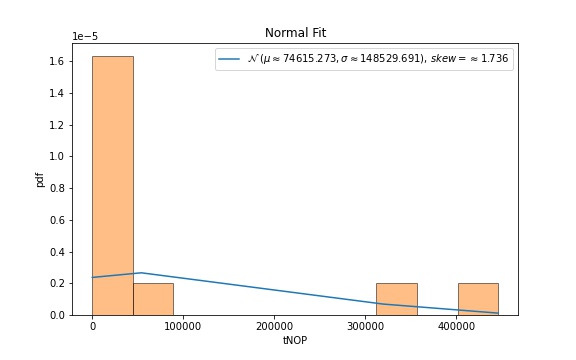 Normal Fit
1e−5
𝒩(μ ≈ 74615.273, σ ≈ 148529.691), skew =≈ 1.736
1.6
1.4
1.2
1.0
0.8
0.6
0.4
0.2
0.0
pdf
0 100000 200000 300000 400000
tNOP